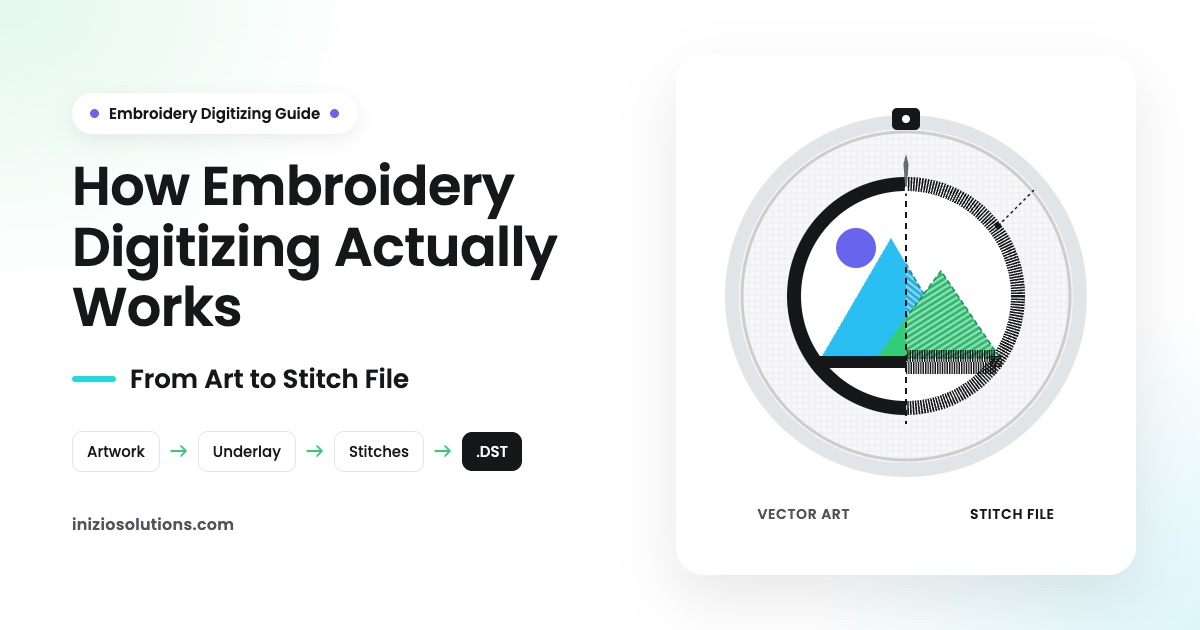 Embroidery Digitizing Guide
How Embroidery
Digitizing Actually
Works
From Art to Stitch File
Artwork → Underlay → Stitches → .DST
iniziosolutions.com
VECTOR ART
STITCH FILE